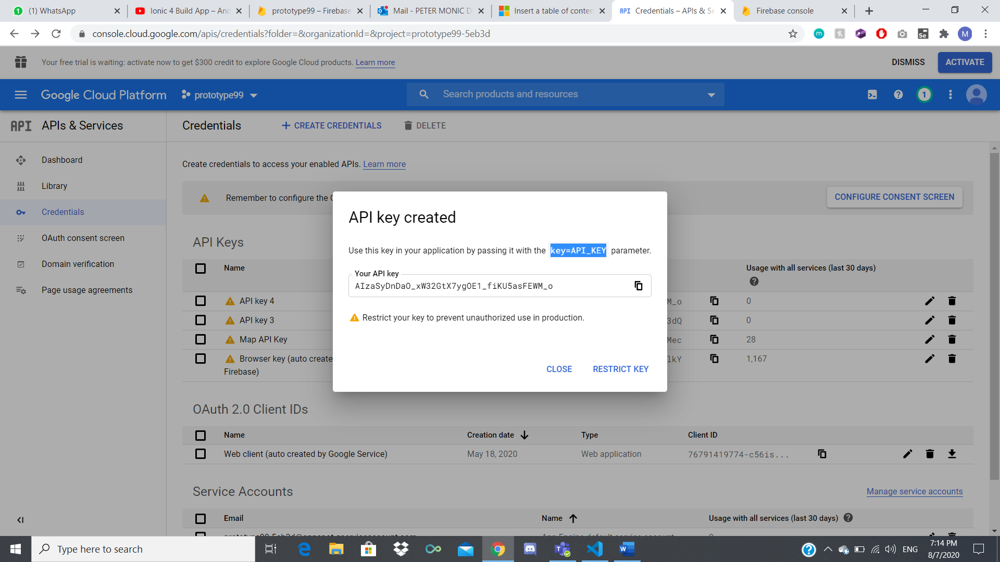 (1) WhatsApp
Ionic 4 Build App – And
prototype99 – Firebase
Mail - PETER MONIC D
Insert a table of conten
API Credentials – APIs & Se
Firebase console
console.cloud.google.com/apis/credentials?folder=&organizationId=&project=prototype99-5eb3d
m
h
Se
M
Your free trial is waiting: activate now to get $300 credit to explore Google Cloud products. Learn more
DISMISS
ACTIVATE
Google Cloud Platform
prototype99
Search products and resources
1
API APIs & Services
Credentials
CREATE CREDENTIALS
DELETE
Dashboard
Library
Credentials
OAuth consent screen
Domain verification
Page usage agreements
Create credentials to access your enabled APIs. Learn more
Remember to configure the
CONFIGURE CONSENT SCREEN
API key created
Use this key in your application by passing it with the key=API_KEY parameter.
Your API key
AIzaSyDnDaO_xW32GtX7ygOE1_fiKU5asFEWM_o
Restrict your key to prevent unauthorized use in production.
CLOSE
RESTRICT KEY
API Keys
Name
Usage with all services (last 30 days)
API key 4
M_o
0
API key 3
3dQ
0
Map API Key
Mec
28
Browser key (auto create
Firebase)
lkY
1,167
OAuth 2.0 Client IDs
Name
Creation date
Type
Client ID
Web client (auto created by Google Service)
May 18, 2020
Web application
76791419774-c56is...
Service Accounts
Manage service accounts
Email
Name
Usage with all services (last 30 days)
Type here to search
ENG
7:14 PM
8/7/2020